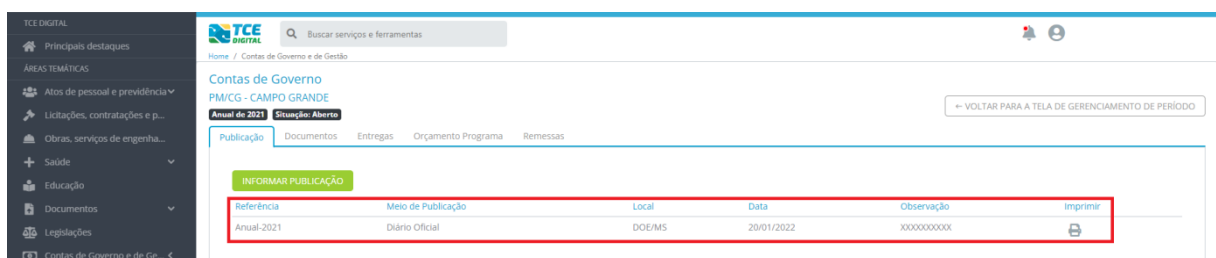 TCE DIGITAL
Principais destaques
ÁREAS TEMÁTICAS
Atos de pessoal e previdência
Licitações, contratações e p...
Obras, serviços de engenha...
Saúde
Educação
Documentos
Legislações
Contas de Governo e de Ge...
TCE
DIGITAL
Buscar serviços e ferramentas
Home / Contas de Governo e de Gestão
Contas de Governo
PM/CG - CAMPO GRANDE
Anual de 2021 Situação: Aberto
← VOLTAR PARA A TELA DE GERENCIAMENTO DE PERÍODO
Publicação Documentos Entregas Orçamento Programa Remessas
INFORMAR PUBLICAÇÃO
Referência Meio de Publicação Local Data Observação Imprimir
Anual-2021 Diário Oficial DOE/MS 20/01/2022 XXXXXXXXXX